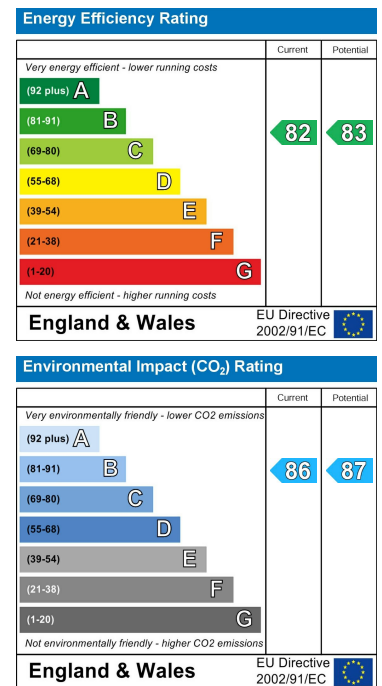 Energy Efficiency Rating
Current Potential
Very energy efficient - lower running costs
(92 plus) A
(81-91) B
82 83
(69-80) C
(55-68) D
(39-54) E
(21-38) F
(1-20) G
Not energy efficient - higher running costs
England & Wales
EU Directive
2002/91/EC
Environmental Impact (CO₂) Rating
Current Potential
Very environmentally friendly - lower CO2 emissions
(92 plus) A
(81-91) B
86 87
(69-80) C
(55-68) D
(39-54) E
(21-38) F
(1-20) G
Not environmentally friendly - higher CO2 emissions
England & Wales
EU Directive
2002/91/EC